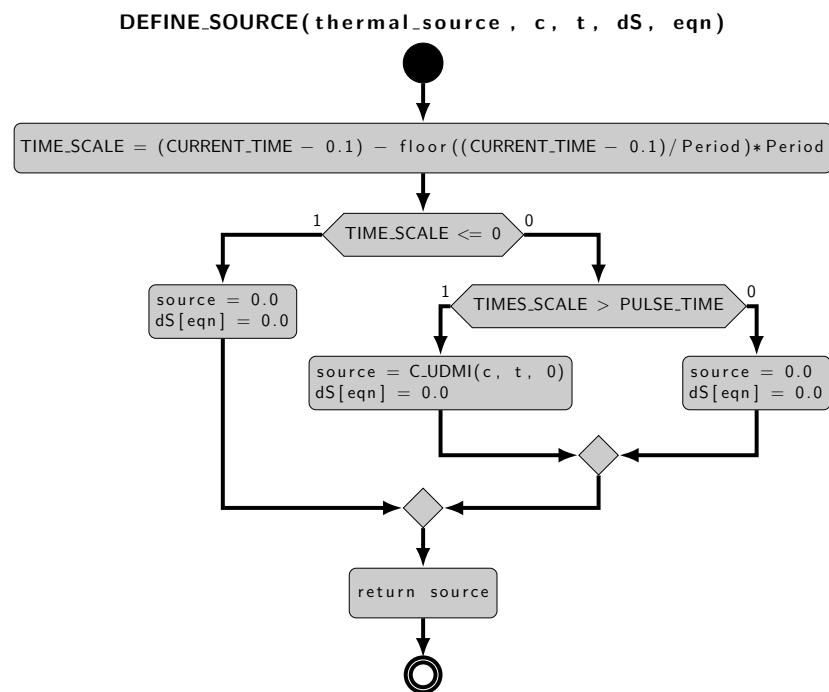 DEFINE_SOURCE(thermal_source, c, t, dS, eqn)
TIME_SCALE = (CURRENT_TIME − 0.1) − floor((CURRENT_TIME − 0.1)/Period)*Period
1
TIME_SCALE <= 0
0
source = 0.0
dS[eqn] = 0.0
1
TIMES_SCALE > PULSE_TIME
0
source = C_UDMI(c, t, 0)
dS[eqn] = 0.0
source = 0.0
dS[eqn] = 0.0
return source